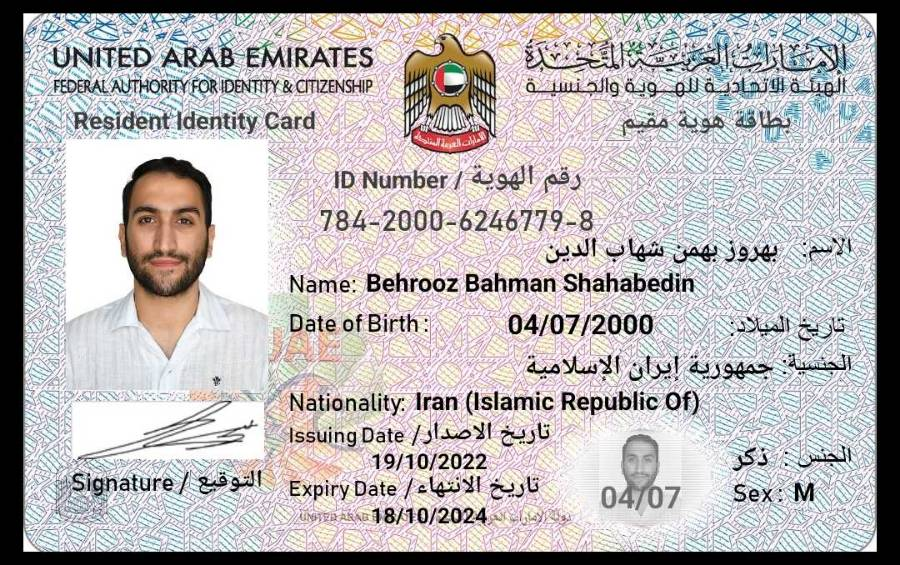 UNITED ARAB EMIRATES
الإمارات العربية المتحدة
FEDERAL AUTHORITY FOR IDENTITY & CITIZENSHIP
الهيئة الاتحادية للهوية والجنسية
Resident Identity Card
بطاقة هوية مقيم
الإمارات العربية المتحدة
ID Number / رقم الهوية
784-2000-6246779-8
الاسم: بهروز بهمن شهاب الدين
Name: Behrooz Bahman Shahabedin
Date of Birth : 04/07/2000 تاريخ الميلاد:
الجنسية: جمهورية إيران الإسلامية
Nationality: Iran (Islamic Republic Of)
Issuing Date / تاريخ الاصدار
19/10/2022
الجنس : ذكر
Signature / التوقيع
Expiry Date / تاريخ الانتهاء
04/07
Sex: M
18/10/2024
UNITED ARAB
دولة الإمارات
UAE